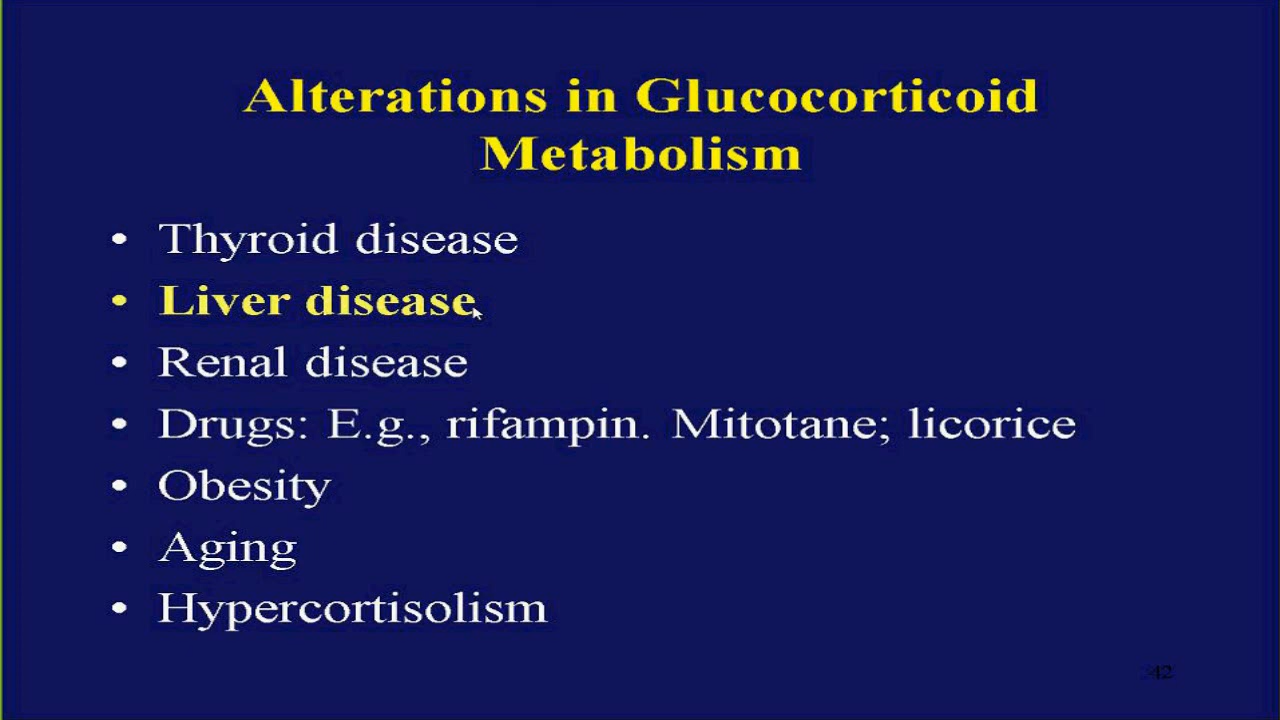 Alterations in Glucocorticoid
Metabolism
• Thyroid disease
• Liver disease
• Renal disease
• Drugs: E.g., rifampin. Mitotane; licorice
• Obesity
• Aging
• Hypercortisolism
42